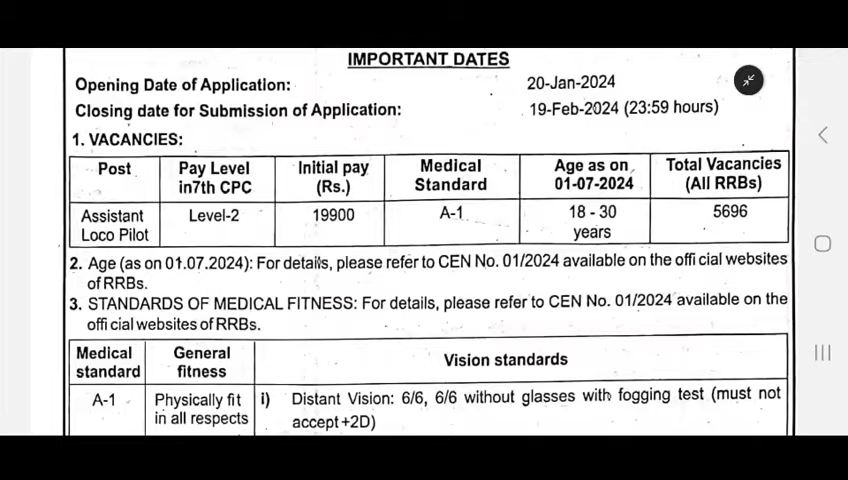 IMPORTANT DATES
Opening Date of Application: 20-Jan-2024
Closing date for Submission of Application: 19-Feb-2024 (23:59 hours)
1. VACANCIES:
Post Pay Level in7th CPC Initial pay (Rs.) Medical Standard Age as on 01-07-2024 Total Vacancies (All RRBs)
Assistant Loco Pilot Level-2 19900 A-1 18 - 30 years 5696
2. Age (as on 01.07.2024): For details, please refer to CEN No. 01/2024 available on the offi cial websites
of RRBs.
3. STANDARDS OF MEDICAL FITNESS: For details, please refer to CEN No. 01/2024 available on the
offi cial websites of RRBs.
Medical standard General fitness Vision standards
A-1 Physically fit in all respects i) Distant Vision: 6/6, 6/6 without glasses with fogging test (must not
accept +2D)